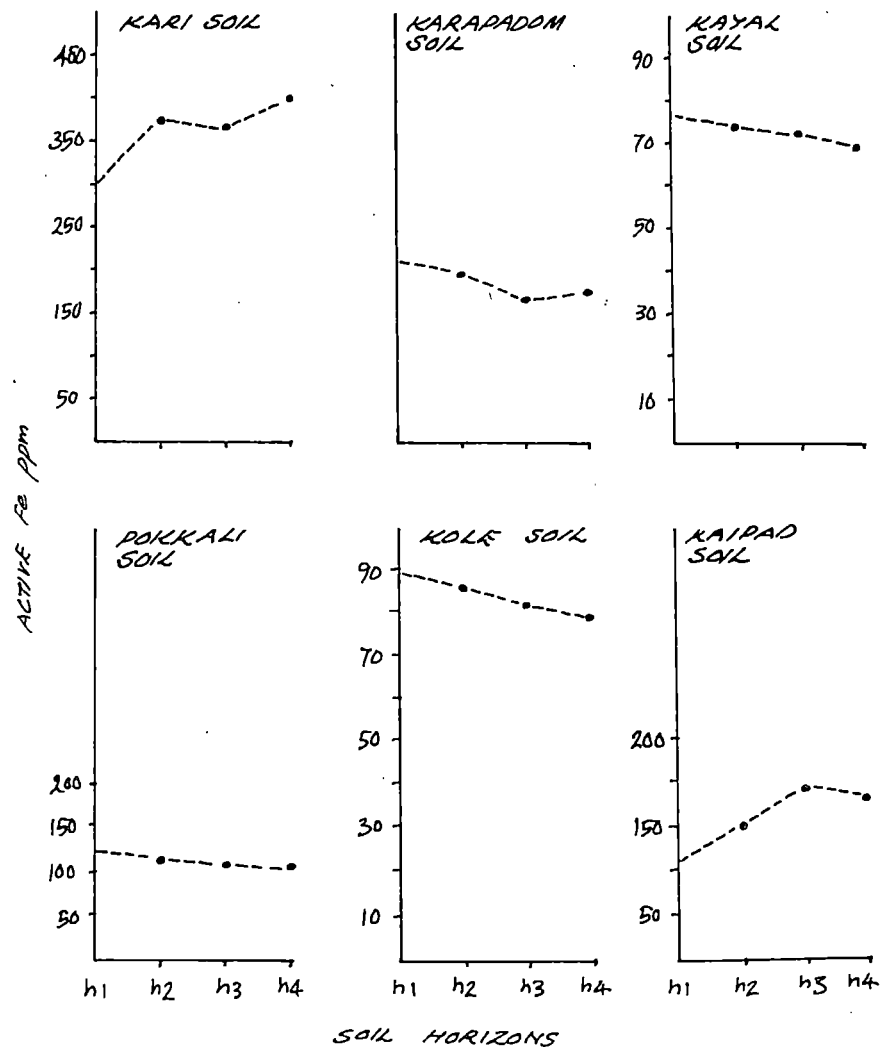 KARI SOIL
450
350
250
150
50
KARAPADOM
SOIL
KAYAL
SOIL
90
70
50
30
10
ACTIVE Fe ppm
POKKALI
SOIL
200
150
100
50
KOLE SOIL
90
70
50
30
10
KAIPAD
SOIL
200
150
50
h1 h2 h3 h4
h1 h2 h3 h4
h1 h2 h3 h4
SOIL HORIZONS